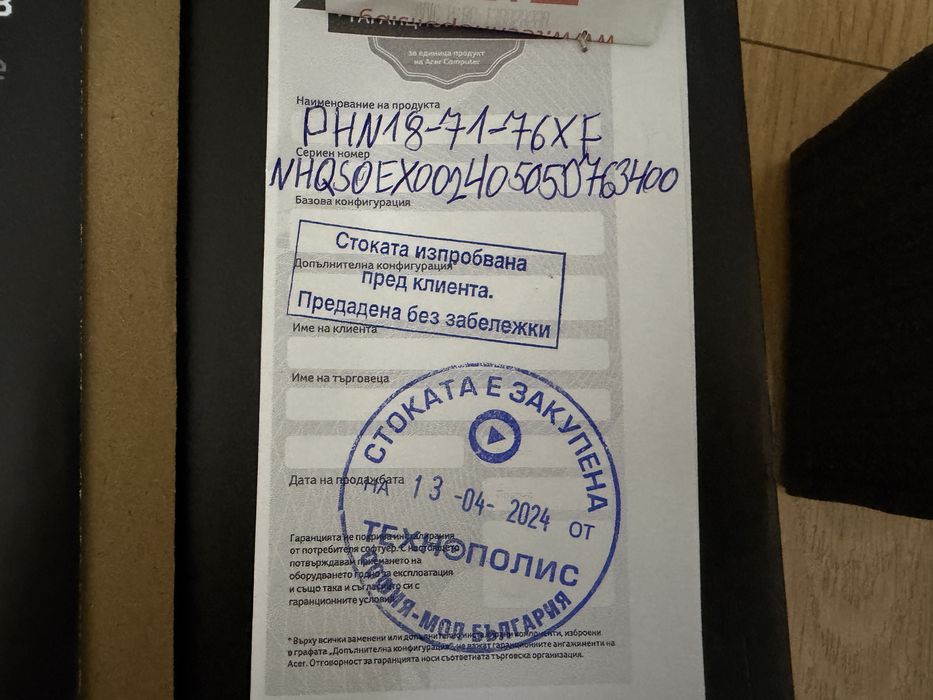 за единица продукт
на Acer Computer
Наименование на продукта
PHN18-71-76XF
Сериен номер
NHQS0EX00240505D763400
Базова конфигурация
Стоката изпробвана
Допълнителна конфигурация
пред клиента.
Предадена без забележки
Име на клиента
Име на търговеца
СТОКАТА Е ЗАКУПЕНА
Дата на продажбата
НА 13-04-2024 ОТ
ТЕХНОПОЛИС
СОФИЯ-МОЛ БЪЛГАРИЯ
Гаранцията не покрива инсталирания
от потребителя софтуер. С настоящето
потвърждавам приемането на
оборудването годно за експлоатация
и също така и съгласието си с
гаранционните условия.
* Върху всички заменени или допълнително инсталирани компоненти, изброени
в графата „Допълнителна конфигурация", не важат гаранционните ангажименти на
Acer. Отговорност за гаранцията носи съответната търговска организация.